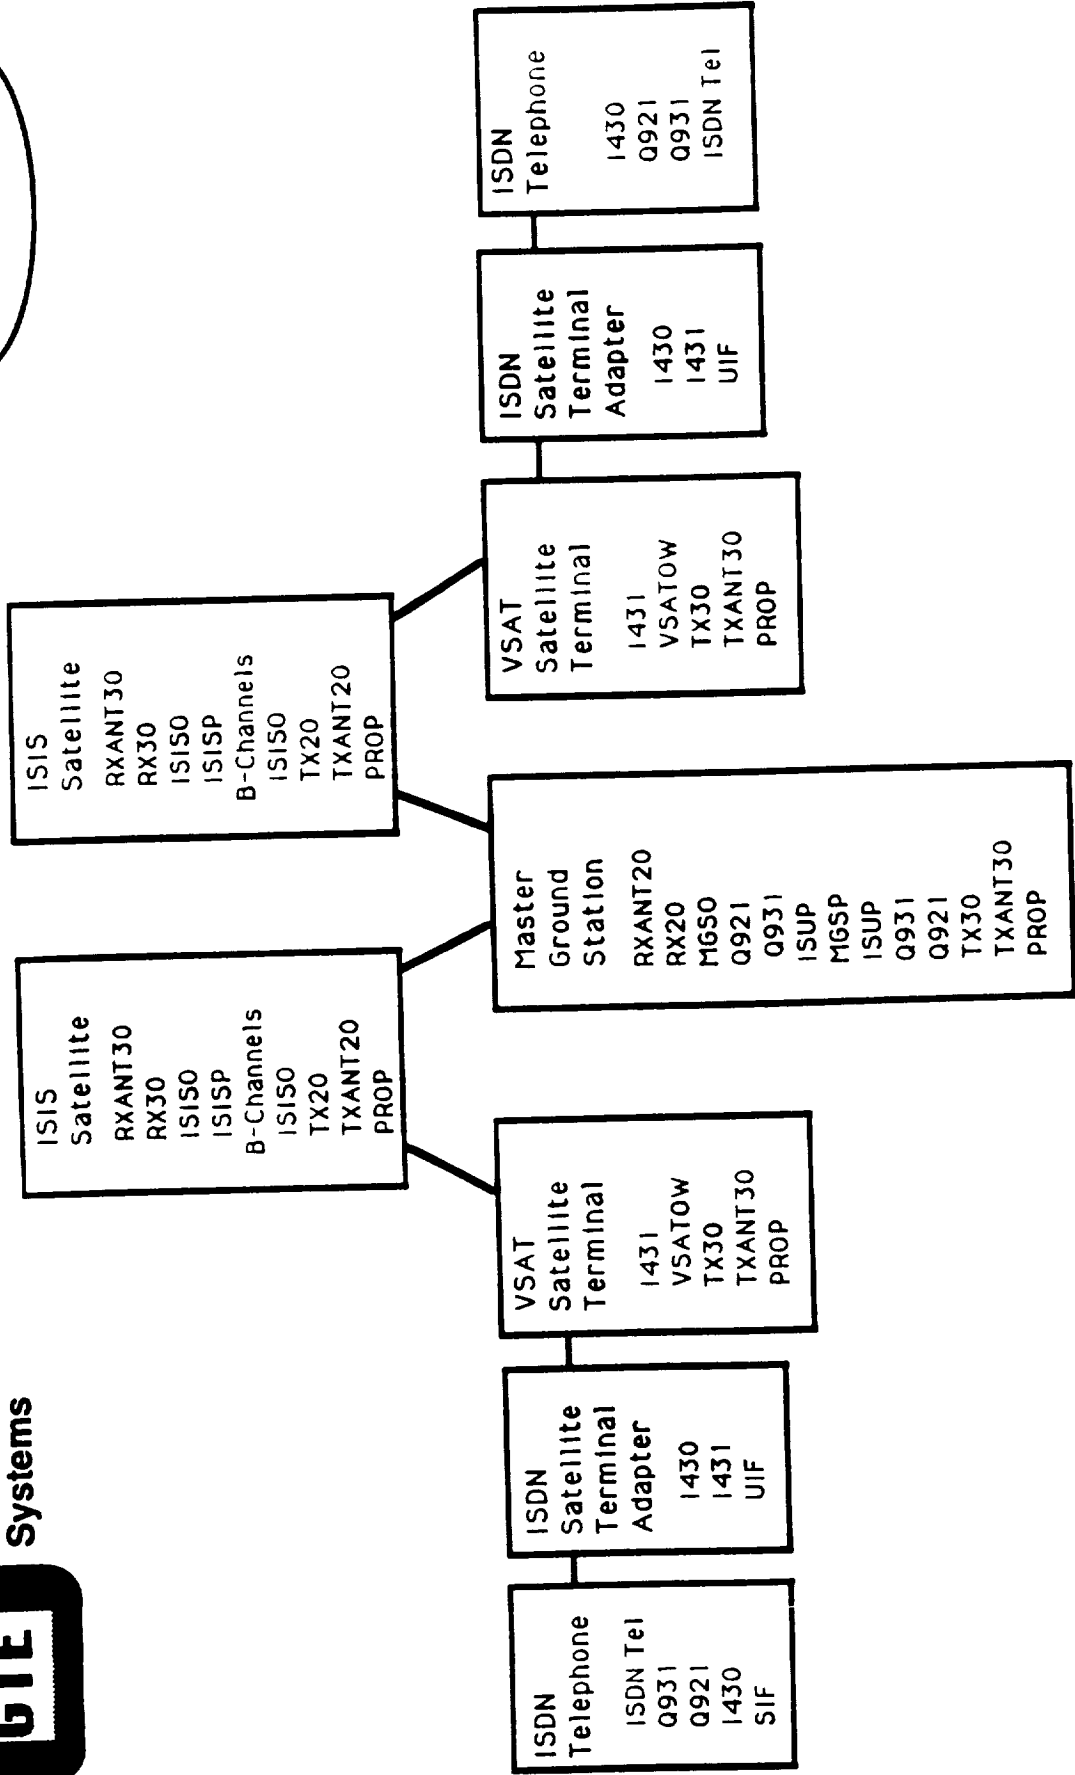 GTE
Systems
ISDN
Telephone
ISDN Tel
Q931
Q921
I430
SIF
ISDN
Satellite
Terminal
Adapter
I430
I431
UIF
VSAT
Satellite
Terminal
I431
VSATOW
TX30
TXANT30
PROP
ISIS
Satellite
RXANT30
RX30
ISISO
ISISP
B-Channels
ISISO
TX20
TXANT20
PROP
Master
Ground
Station
RXANT20
RX20
MGSO
Q921
Q931
ISUP
MGSP
ISUP
Q931
Q921
TX30
TXANT30
PROP
ISIS
Satellite
RXANT30
RX30
ISISO
ISISP
B-Channels
ISISO
TX20
TXANT20
PROP
VSAT
Satellite
Terminal
I431
VSATOW
TX30
TXANT30
PROP
ISDN
Satellite
Terminal
Adapter
I430
I431
UIF
ISDN
Telephone
I430
Q921
Q931
ISDN Tel